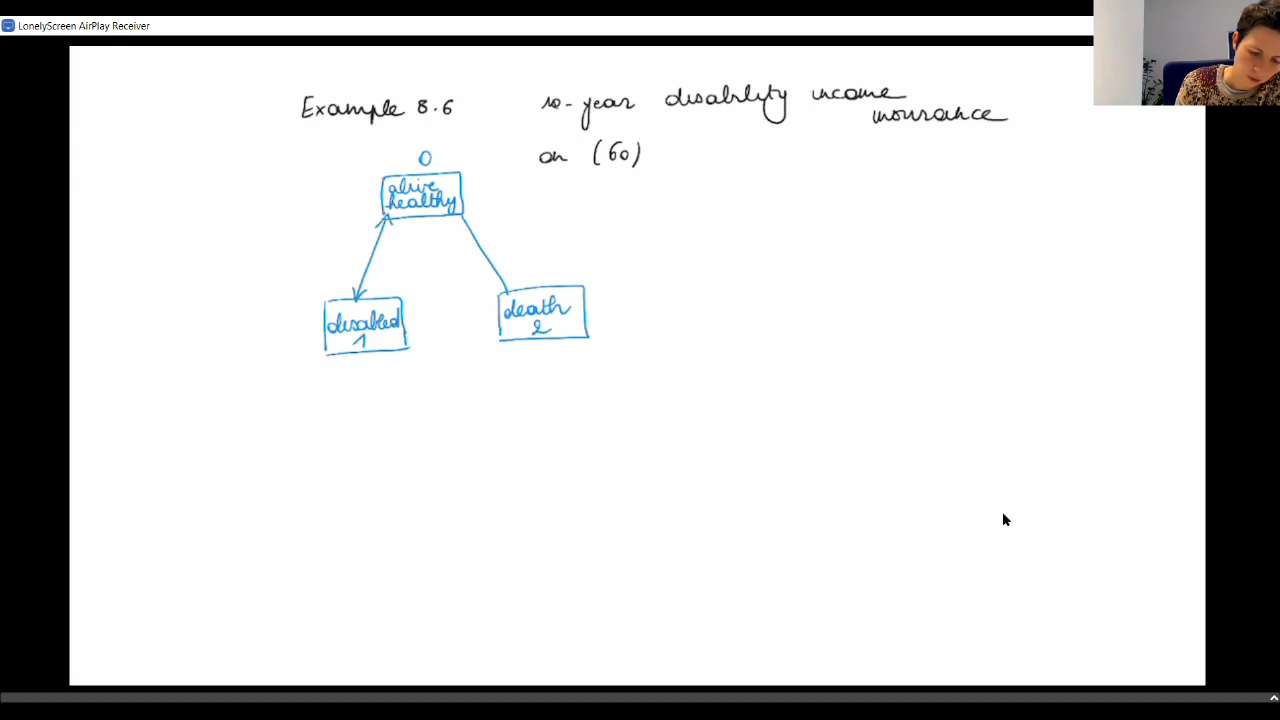 LonelyScreen AirPlay Receiver
Example 8.6 10-year disability income
insurance
on (60)
0
alive
healthy
disabled
1
death
2